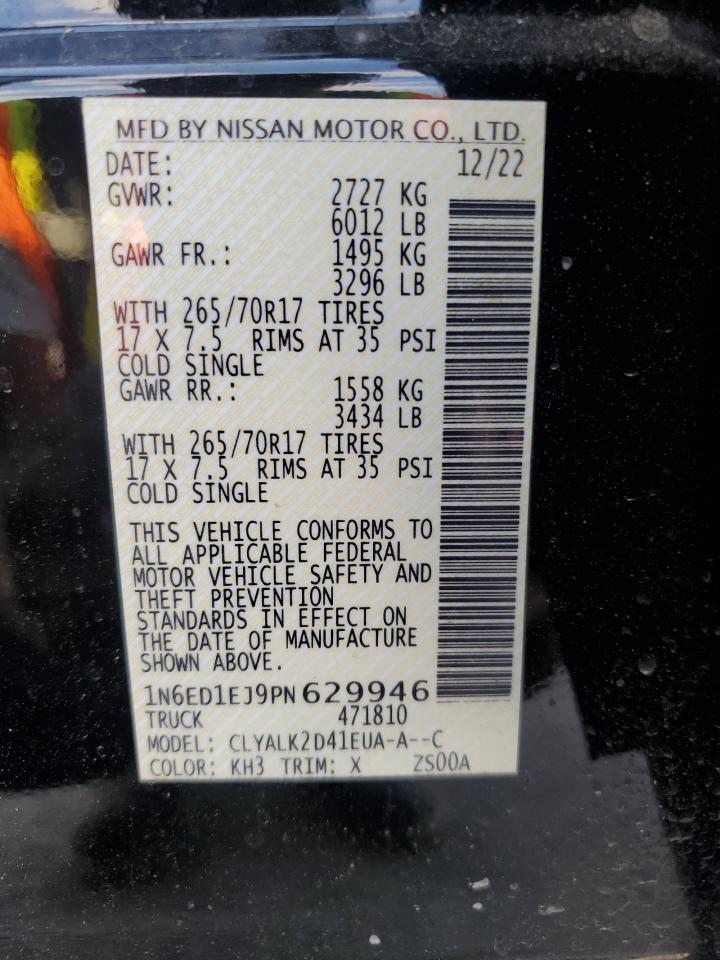 MFD BY NISSAN MOTOR CO., LTD.
DATE: 12/22
GVWR: 2727 KG
6012 LB
GAWR FR.: 1495 KG
3296 LB
WITH 265/70R17 TIRES
17 X 7.5 RIMS AT 35 PSI
COLD SINGLE
GAWR RR.: 1558 KG
3434 LB
WITH 265/70R17 TIRES
17 X 7.5 RIMS AT 35 PSI
COLD SINGLE
THIS VEHICLE CONFORMS TO
ALL APPLICABLE FEDERAL
MOTOR VEHICLE SAFETY AND
THEFT PREVENTION
STANDARDS IN EFFECT ON
THE DATE OF MANUFACTURE
SHOWN ABOVE.
1N6ED1EJ9PN629946
TRUCK 471810
MODEL: CLYALK2D41EUA-A--C
COLOR: KH3 TRIM: X ZS00A